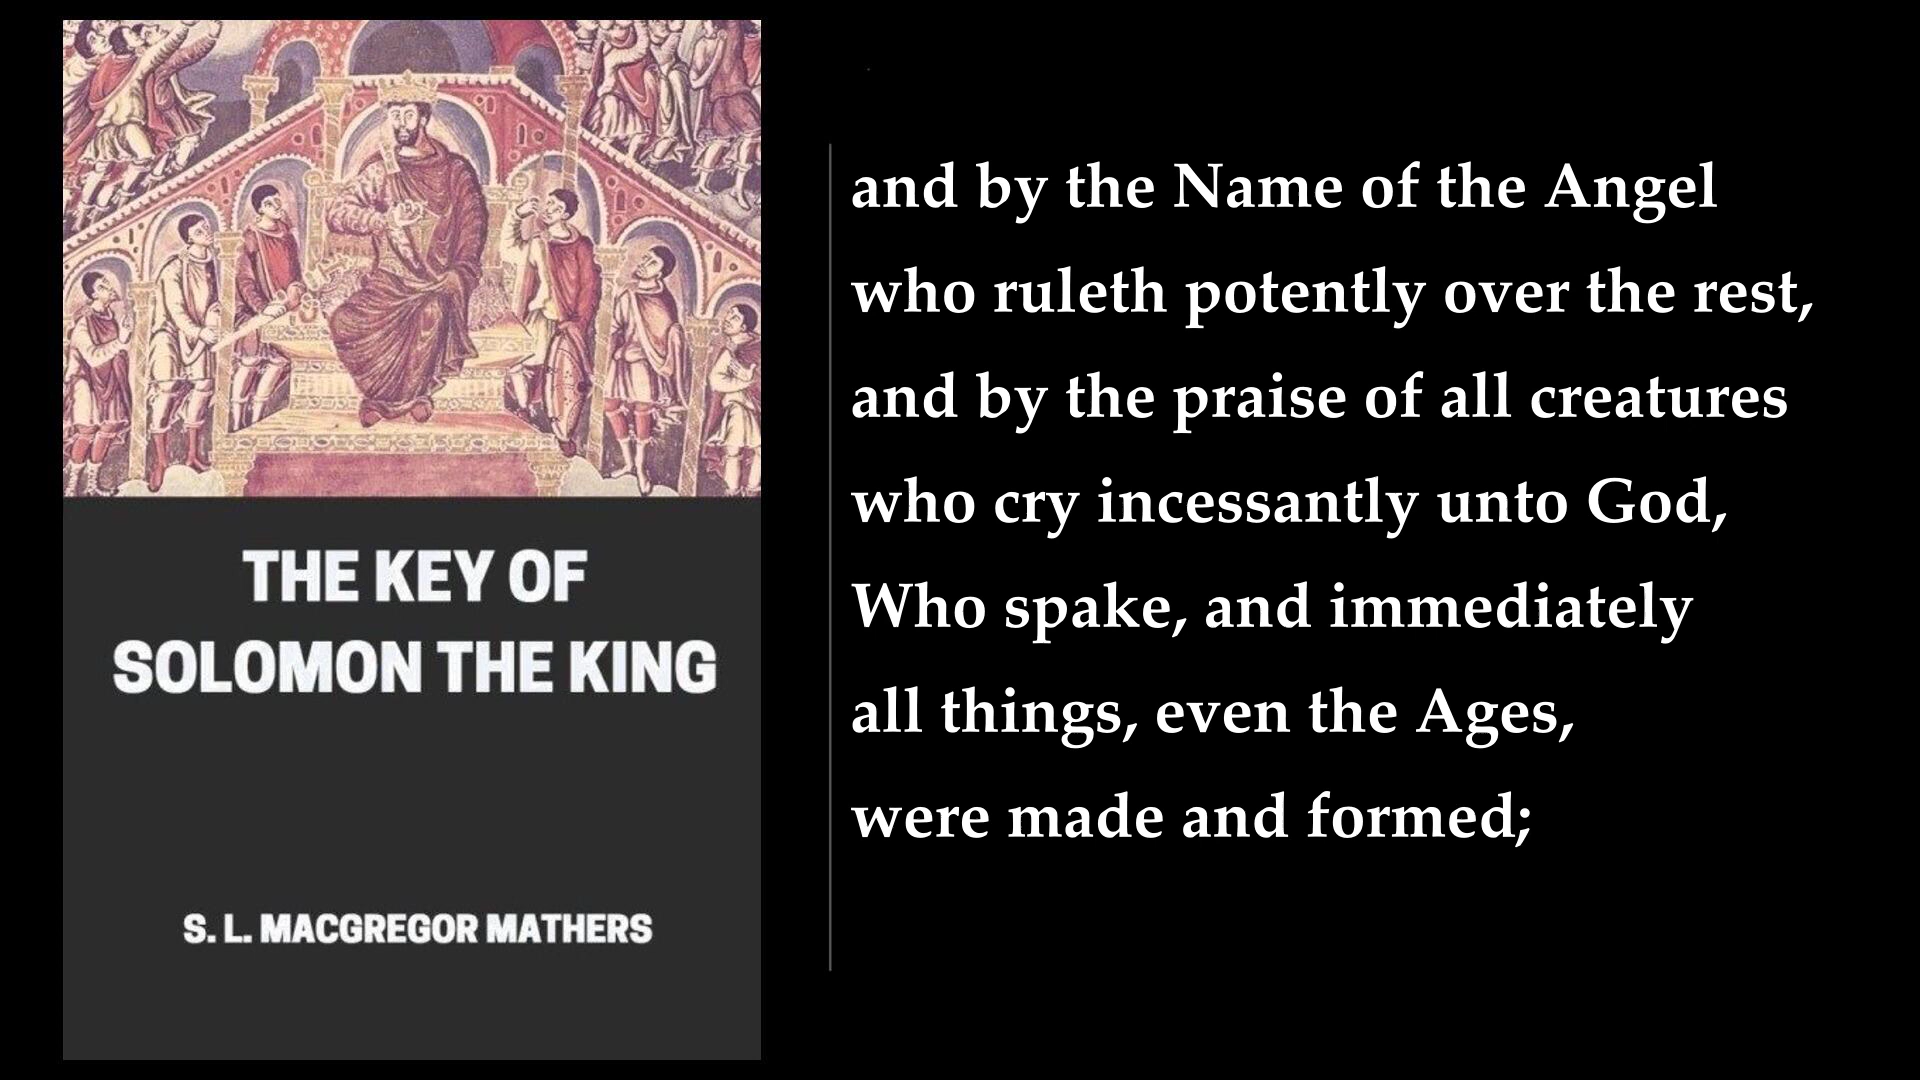 THE KEY OF
SOLOMON THE KING
S. L. MACGREGOR MATHERS
and by the Name of the Angel
who ruleth potently over the rest,
and by the praise of all creatures
who cry incessantly unto God,
Who spake, and immediately
all things, even the Ages,
were made and formed;